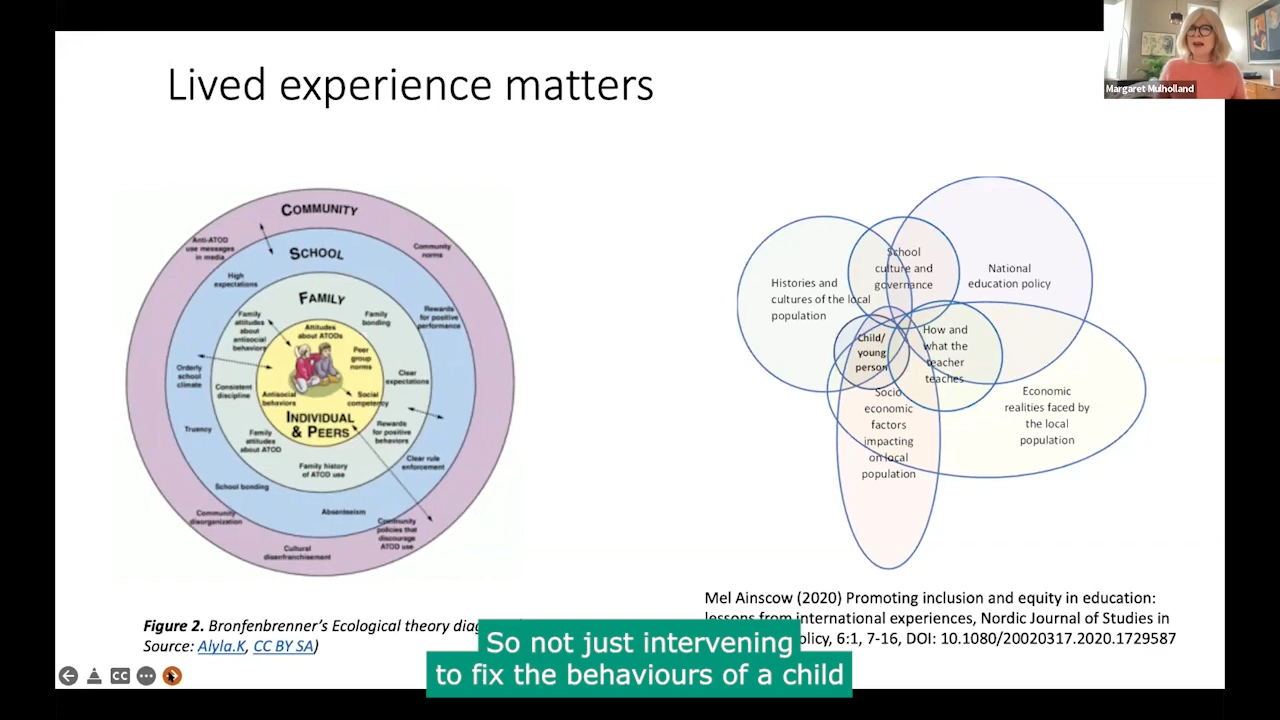 Margaret Mulholland
Lived experience matters
COMMUNITY
Anti-ATOD
use messages
in media
Community
norms
SCHOOL
High
expectations
Rewards
for positive
performance
FAMILY
Family
attitudes
about
antisocial
behaviors
Family
bonding
Attitudes
about ATODs
Peer
group
norms
Orderly
school
climate
Consistent
discipline
Clear
expectations
Antisocial
behaviors
Social
competency
INDIVIDUAL
& PEERS
Truency
Family
attitudes
about ATOD
Rewards
for positive
behaviors
Family history
of ATOD use
Clear rule
enforcement
School bonding
Absenteeism
Community
disorganization
Community
policies that
discourage
ATOD use
Cultural
disenfranchisement
Histories and
cultures of the local
population
School
culture and
governance
National
education policy
Child/
young
person
How and
what the
teacher
teaches
Socio
economic
factors
impacting
on local
population
Economic
realities faced by
the local
population
Figure 2. Bronfenbrenner's Ecological theory
Source: Alyla.K, CC BY SA)
Mel Ainscow (2020) Promoting inclusion and equity in education:
lessons from international experiences, Nordic Journal of Studies in
6:1, 7-16, DOI: 10.1080/20020317.2020.1729587
CC
So not just intervening
to fix the behaviours of a child